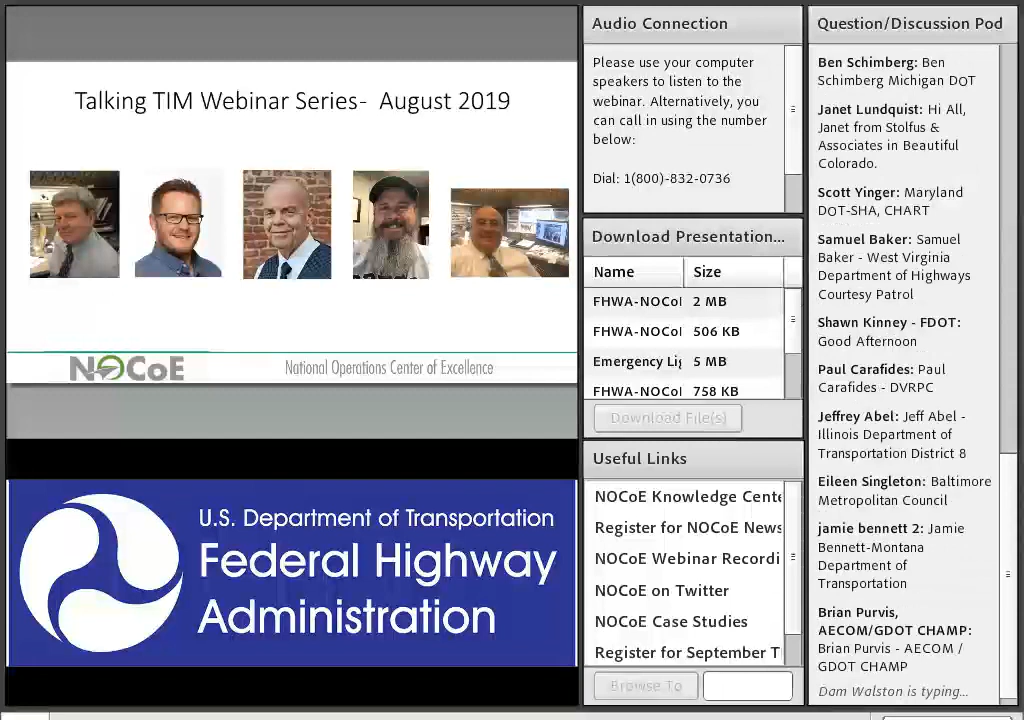 Talking TIM Webinar Series- August 2019
NOCoE
National Operations Center of Excellence
U.S. Department of Transportation
Federal Highway
Administration
Audio Connection
Please use your computer
speakers to listen to the
webinar. Alternatively, you
can call in using the number
below:
Dial: 1(800)-832-0736
Download Presentation...
Name Size
FHWA-NOCoI 2 MB
FHWA-NOCoI 506 KB
Emergency Lig 5 MB
FHWA-NOCoI 758 KB
Download File(s)
Useful Links
NOCoE Knowledge Cente
Register for NOCoE News
NOCoE Webinar Recordi
NOCoE on Twitter
NOCoE Case Studies
Register for September T
Browse To
Question/Discussion Pod
Ben Schimberg: Ben
Schimberg Michigan DOT
Janet Lundquist: Hi All,
Janet from Stolfus &
Associates in Beautiful
Colorado.
Scott Yinger: Maryland
DOT-SHA, CHART
Samuel Baker: Samuel
Baker - West Virginia
Department of Highways
Courtesy Patrol
Shawn Kinney - FDOT:
Good Afternoon
Paul Carafides: Paul
Carafides - DVRPC
Jeffrey Abel: Jeff Abel -
Illinois Department of
Transportation District 8
Eileen Singleton: Baltimore
Metropolitan Council
jamie bennett 2: Jamie
Bennett-Montana
Department of
Transportation
Brian Purvis,
AECOM/GDOT CHAMP:
Brian Purvis - AECOM /
GDOT CHAMP
Dam Walston is typing...